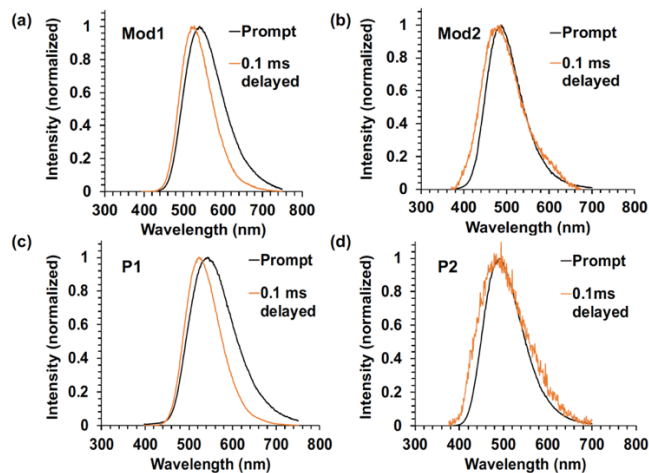 (a)
Mod1
Prompt
0.1 ms
delayed
Intensity (normalized)
1
0.8
0.6
0.4
0.2
0
300 400 500 600 700 800
Wavelength (nm)
(b)
Mod2
Prompt
0.1 ms
delayed
Intensity (normalized)
1
0.8
0.6
0.4
0.2
0
300 400 500 600 700 800
Wavelength (nm)
(c)
P1
Prompt
0.1 ms
delayed
Intensity (normalized)
1
0.8
0.6
0.4
0.2
0
300 400 500 600 700 800
Wavelength (nm)
(d)
P2
Prompt
0.1ms
delayed
Intensity (normalized)
1
0.8
0.6
0.4
0.2
0
300 400 500 600 700 800
Wavelength (nm)